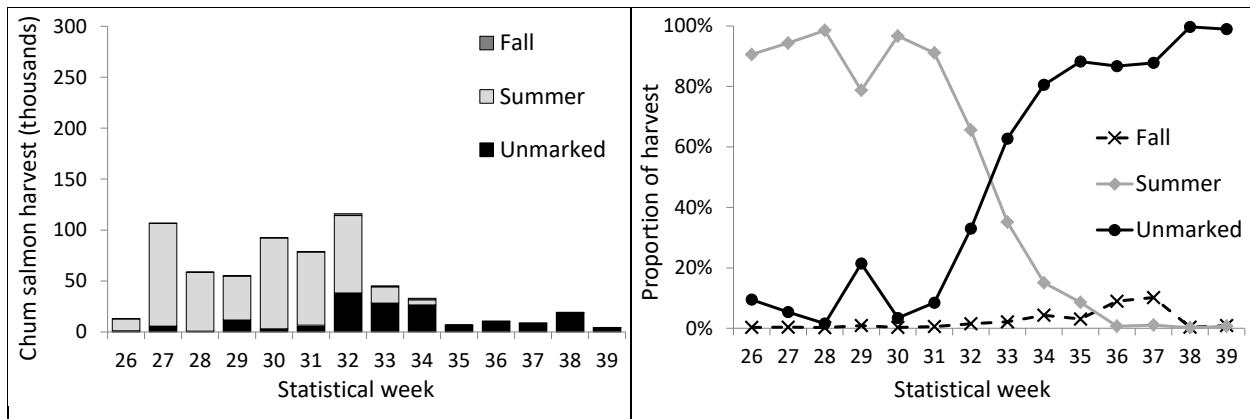 Chum salmon harvest (thousands)
300
250
200
150
100
50
0
Fall
Summer
Unmarked
26 27 28 29 30 31 32 33 34 35 36 37 38 39
Statistical week
Proportion of harvest
100%
80%
60%
40%
20%
0%
Fall
Summer
Unmarked
26 27 28 29 30 31 32 33 34 35 36 37 38 39
Statistical week